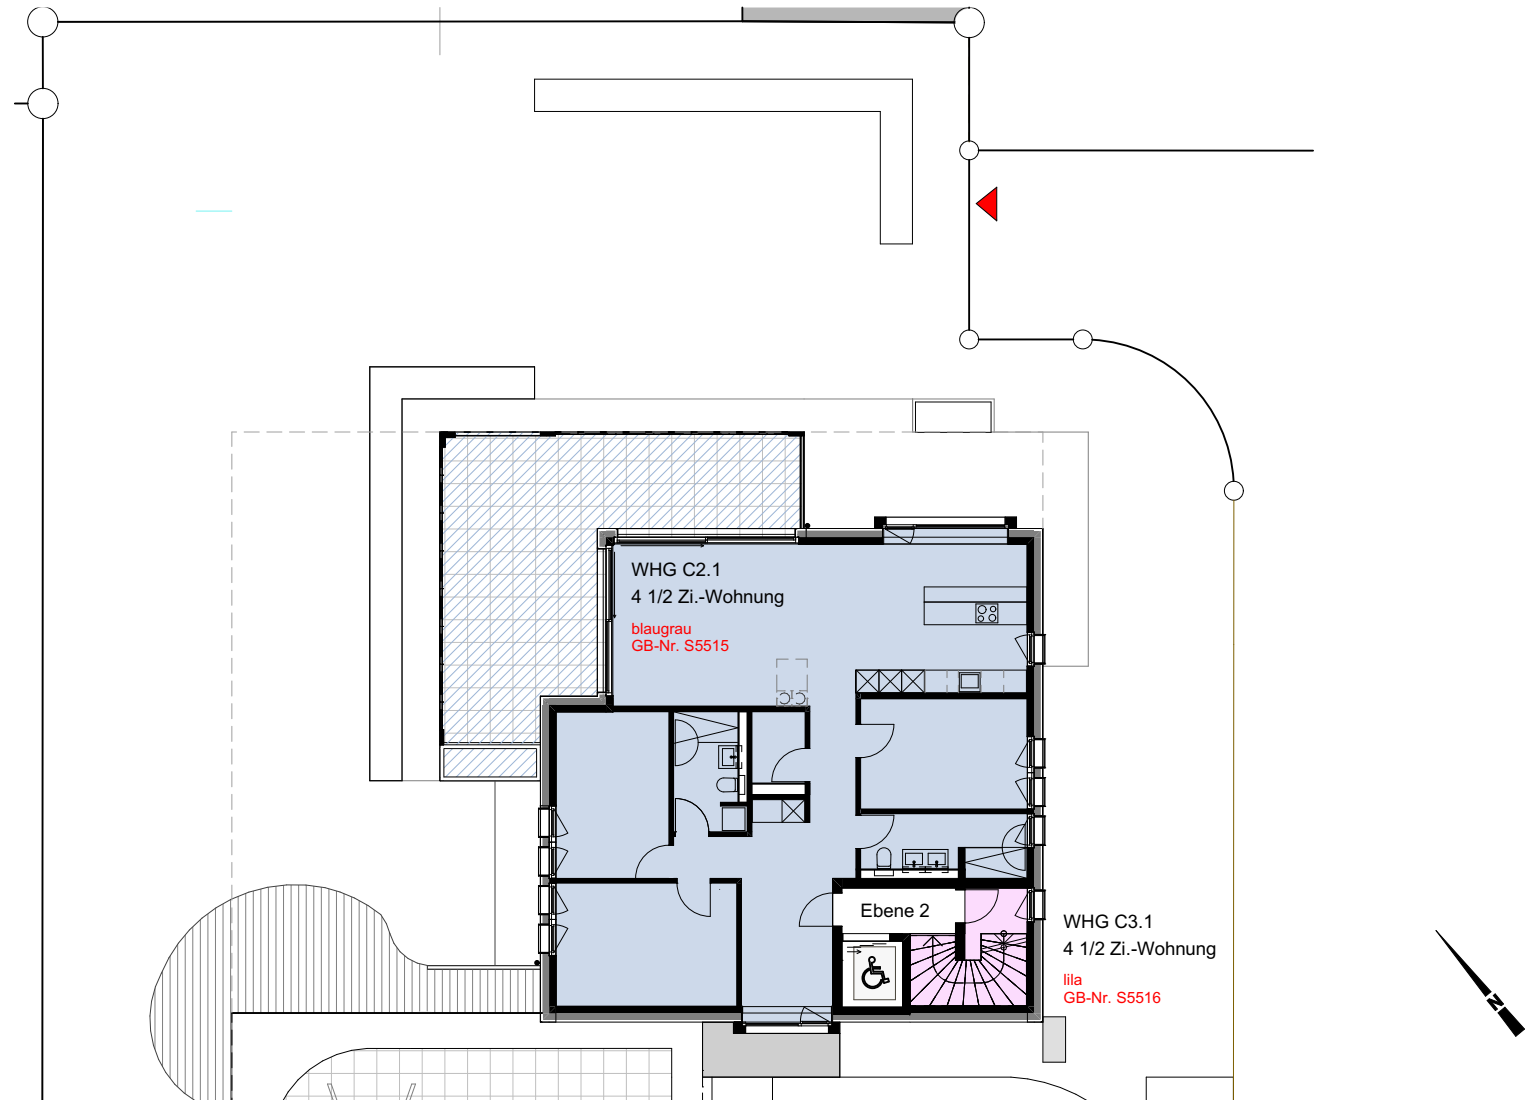 WHG C2.1
4 1/2 Zi.-Wohnung
blaugrau
GB-Nr. S5515
Ebene 2
WHG C3.1
4 1/2 Zi.-Wohnung
lila
GB-Nr. S5516
N